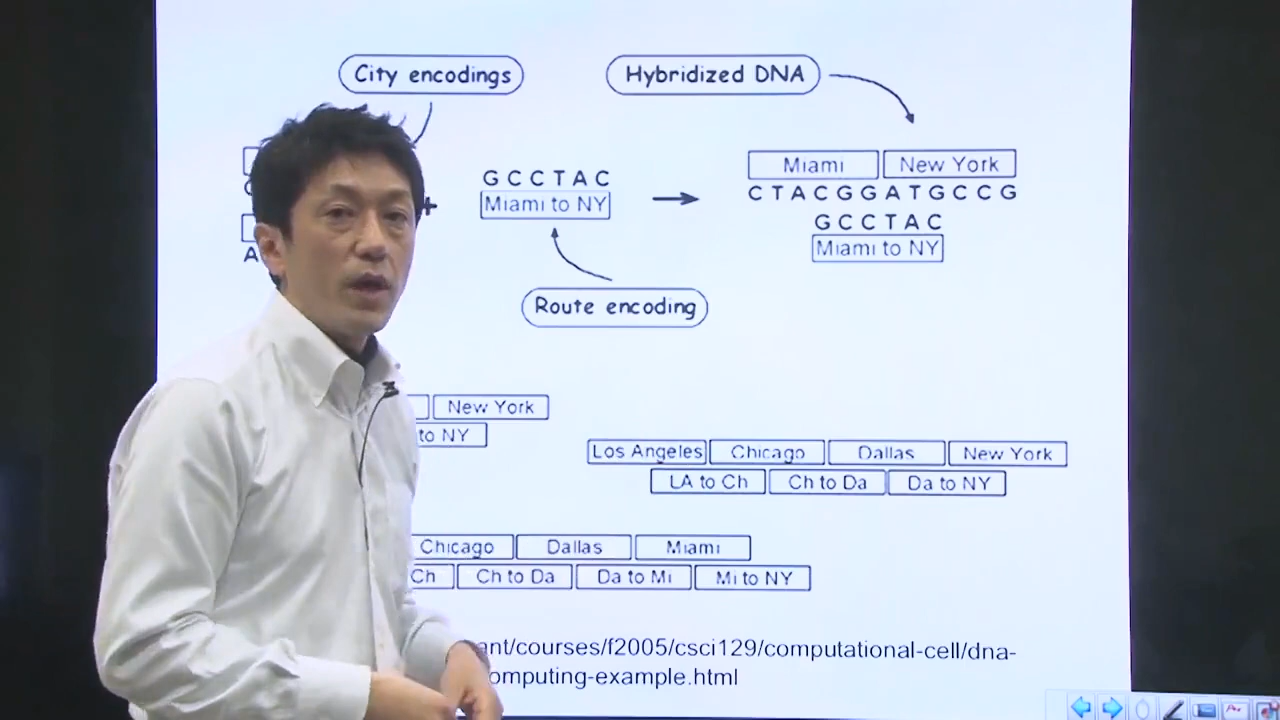 City encodings
Hybridized DNA
Miami
New York
G C C T A C
C T A C G G A T G C C G
A
+
Miami to NY
G C C T A C
Miami to NY
Route encoding
New York
to NY
Los Angeles
Chicago
Dallas
New York
LA to Ch
Ch to Da
Da to NY
Chicago
Dallas
Miami
Ch
Ch to Da
Da to Mi
Mi to NY
ant/courses/f2005/csci129/computational-cell/dna-
omputing-example.html